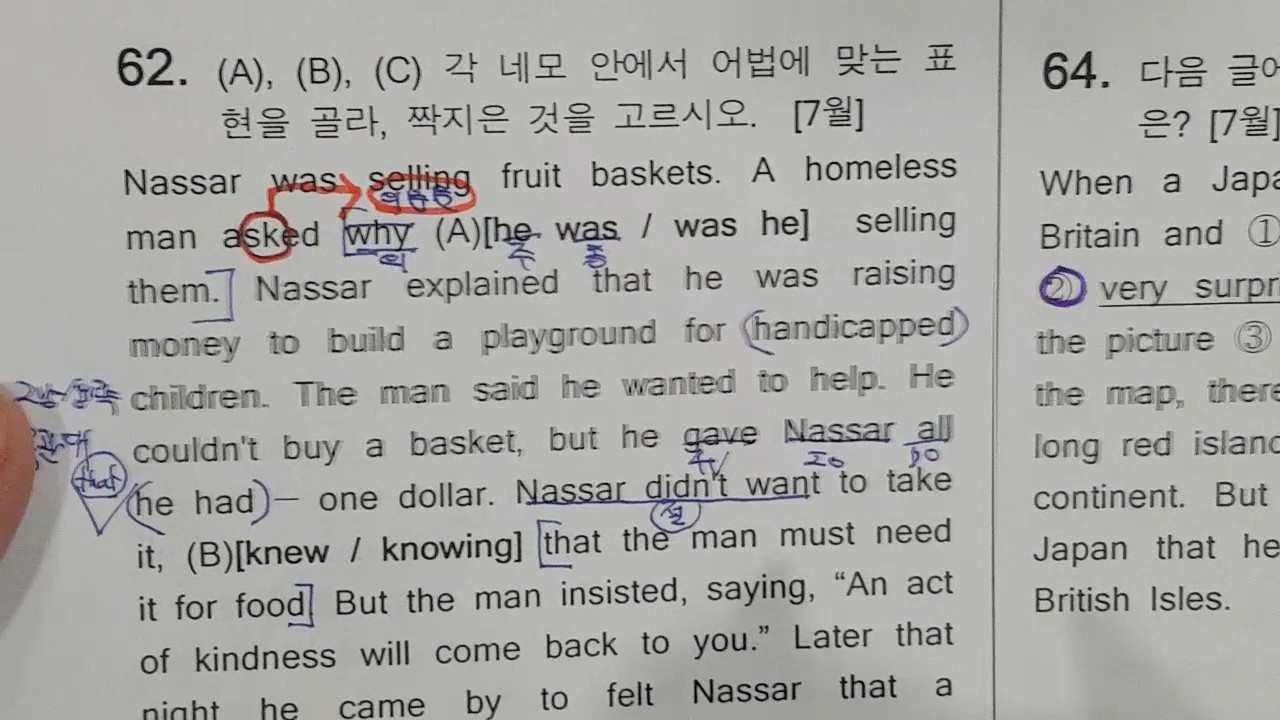 62. (A), (B), (C) 각 네모 안에서 어법에 맞는 표
현을 골라, 짝지은 것을 고르시오. [7월]
Nassar was selling fruit baskets. A homeless
man asked why (A)[he was / was he] selling
them. Nassar explained that he was raising
money to build a playground for (handicapped)
children. The man said he wanted to help. He
couldn't buy a basket, but he gave Nassar all
IO DO
that
(he had) — one dollar. Nassar didn't want to take
it, (B)[knew / knowing] that the man must need
it for food. But the man insisted, saying, “An act
of kindness will come back to you.” Later that
night he came by to felt Nassar that a
64. 다음 글어
은? [7월]
When a Japa
Britain and ①
② very surpr
the picture ③
the map, there
long red island
continent. But
Japan that he
British Isles.